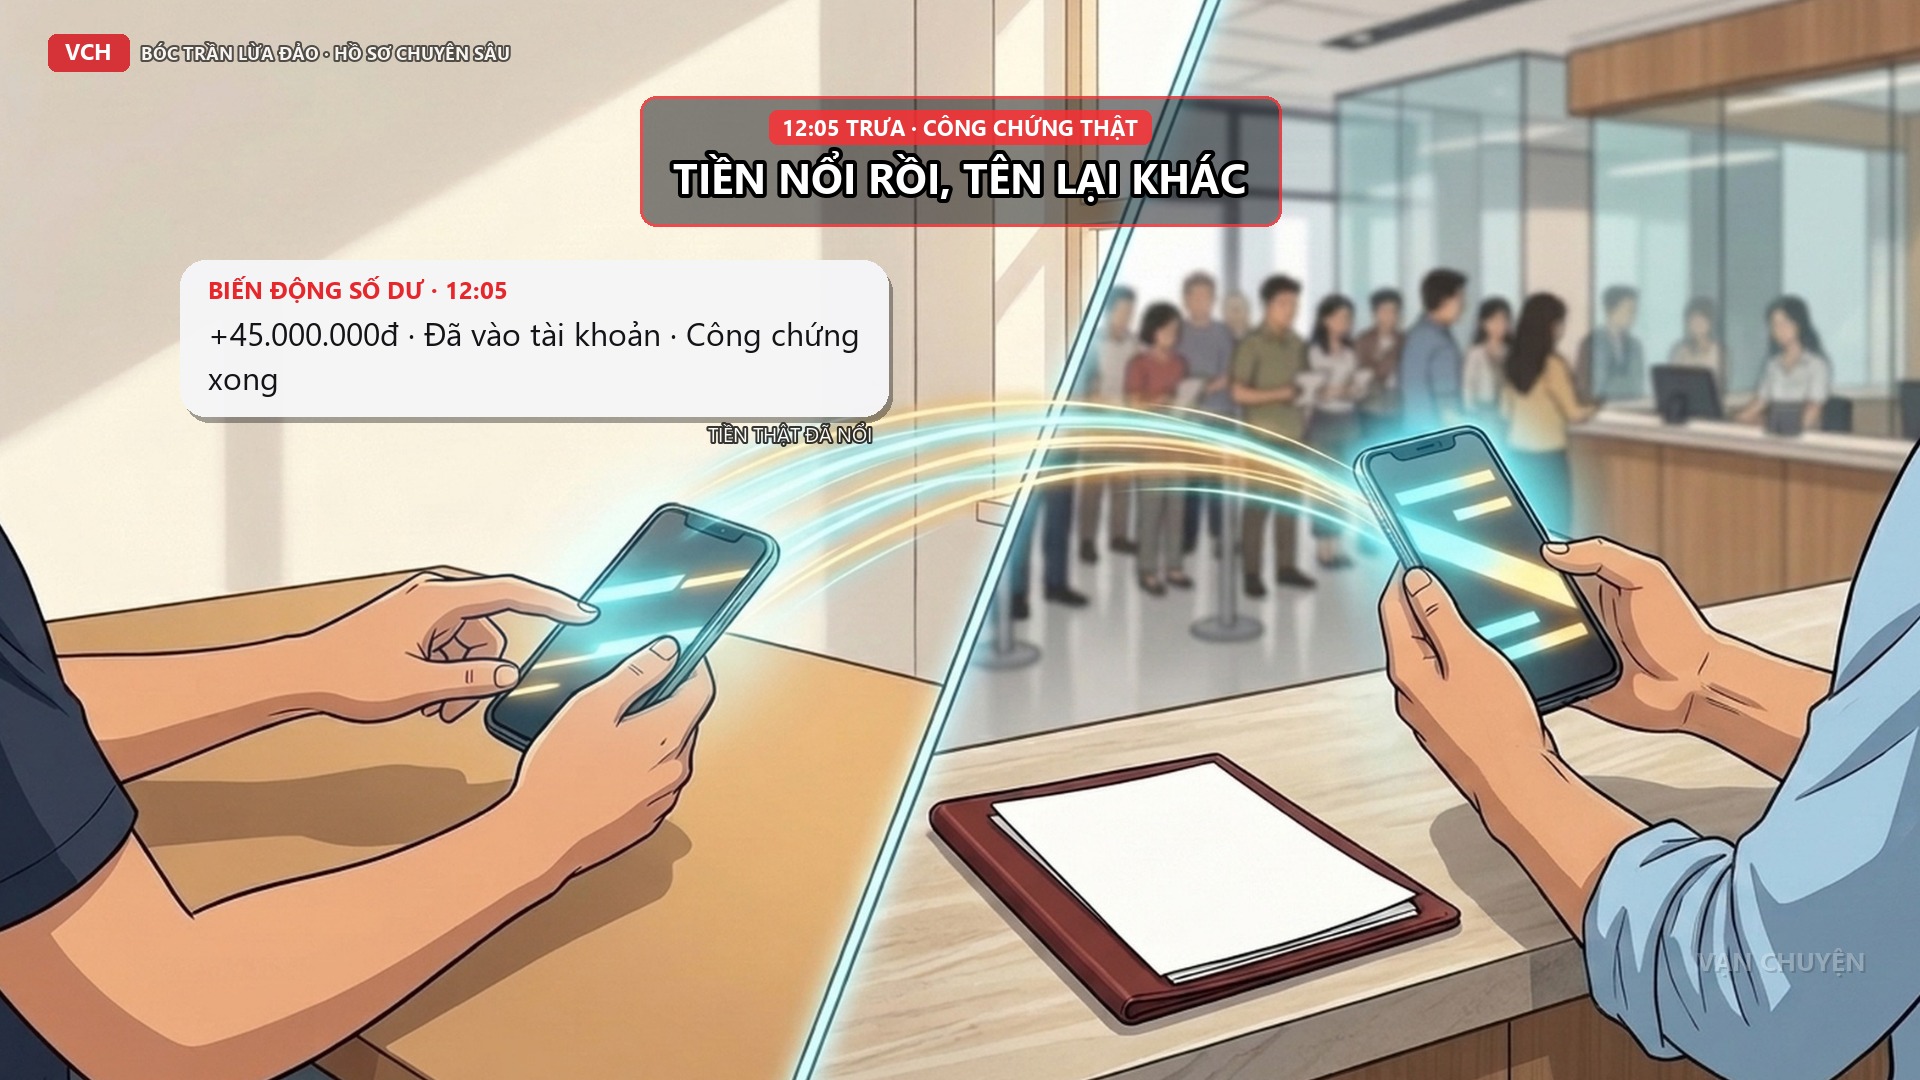 VCH BÓC TRẦN LỪA ĐẢO · HỒ SƠ CHUYÊN SÂU
12:05 TRƯA · CÔNG CHỨNG THẬT
TIỀN NỔI RỒI, TÊN LẠI KHÁC
BIẾN ĐỘNG SỐ DƯ · 12:05
+45.000.000đ · Đã vào tài khoản · Công chứng
xong
TIỀN THẬT ĐÃ NỔI
VẠN CHUYỆN